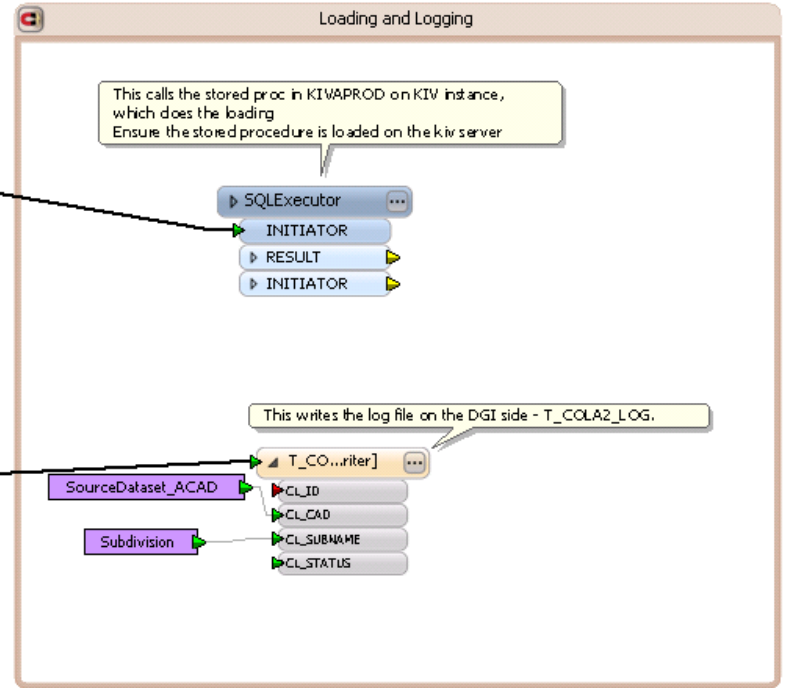 Loading and Logging
This calls the stored proc in KIVAPROD on KIV instance,
which does the loading
Ensure the stored procedure is loaded on the kiv server
SQLExecutor
INITIATOR
RESULT
INITIATOR
This writes the log file on the DGI side - T_COLA2_LOG.
T_CO...riter]
SourceDataset_ACAD
CL_ID
CL_CAD
Subdivision
CL_SUBNAME
CL_STATUS